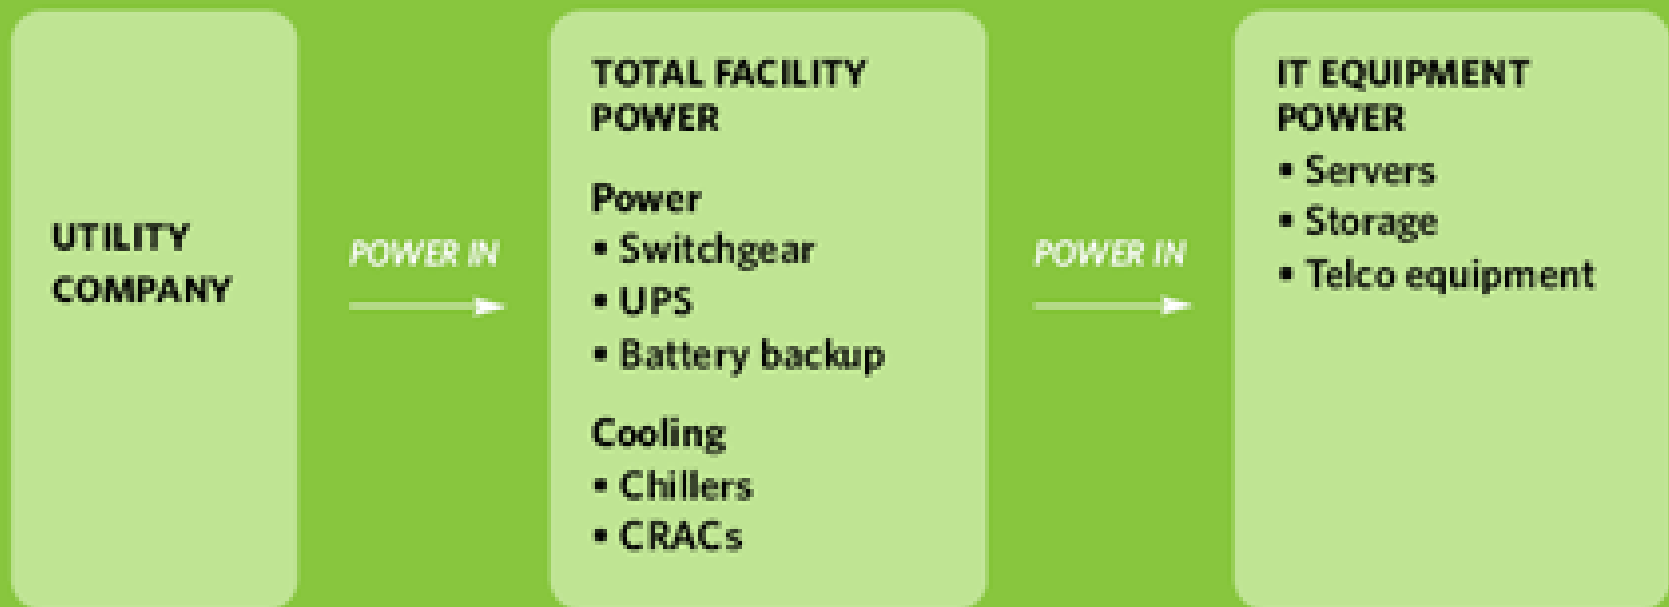 UTILITY
COMPANY
POWER IN
TOTAL FACILITY
POWER
Power
• Switchgear
• UPS
• Battery backup
Cooling
• Chillers
• CRACs
POWER IN
IT EQUIPMENT
POWER
• Servers
• Storage
• Telco equipment